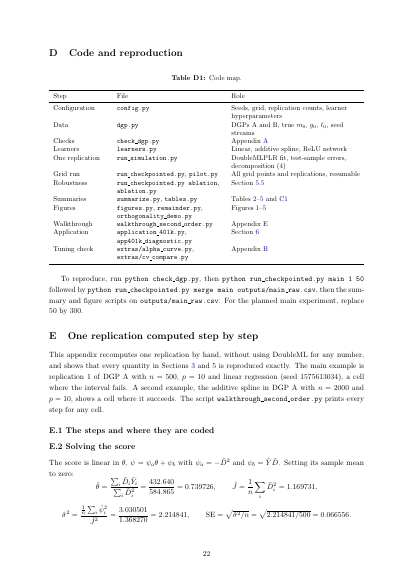 D Code and reproduction
Table D1: Code map.
Step File Role
Configuration config.py Seeds, grid, replication counts, learner
hyperparameters
Data dgp.py DGPs A and B, true m₀, g₀, ℓ₀, seed
streams
Checks check_dgp.py Appendix A
Learners learners.py Linear, additive spline, ReLU network
One replication run_simulation.py DoubleMLPLR fit, test-sample errors,
decomposition (4)
Grid run run_checkpointed.py, pilot.py All grid points and replications, resumable
Robustness run_checkpointed.py ablation, Section 5.5
ablation.py
Summaries summarize.py, tables.py Tables 2–5 and C1
Figures figures.py, remainder.py, Figures 1–5
orthogonality_demo.py
Walkthrough walkthrough_second_order.py Appendix E
Application application_401k.py, Section 6
app401k_diagnostic.py
Tuning check extras/alpha_curve.py, Appendix B
extras/cv_compare.py
To reproduce, run python check_dgp.py, then python run_checkpointed.py main 1 50
followed by python run_checkpointed.py merge main outputs/main_raw.csv, then the sum-
mary and figure scripts on outputs/main_raw.csv. For the planned main experiment, replace
50 by 300.
E One replication computed step by step
This appendix recomputes one replication by hand, without using DoubleML for any number,
and shows that every quantity in Sections 3 and 5 is reproduced exactly. The main example is
replication 1 of DGP A with n = 500, p = 10 and linear regression (seed 1575613034), a cell
where the interval fails. A second example, the additive spline in DGP A with n = 2000 and
p = 10, shows a cell where it succeeds. The script walkthrough_second_order.py prints every
step for any cell.
E.1 The steps and where they are coded
E.2 Solving the score
The score is linear in θ, ψ = ψₐθ + ψ_b with ψₐ = −D̃² and ψ_b = ỸD̃. Setting its sample mean
to zero:
θ̂ = ∑ᵢ D̃ᵢỸᵢ / ∑ᵢ D̃ᵢ² = 432.640 / 584.865 = 0.739726, Ĵ = 1/n ∑ᵢ D̃ᵢ² = 1.169731,
σ̂² = (1/n ∑ᵢ ψ̂ᵢ²) / Ĵ² = 3.030501 / 1.368270 = 2.214841, SE = √(σ̂²/n) = √(2.214841/500) = 0.066556.
22